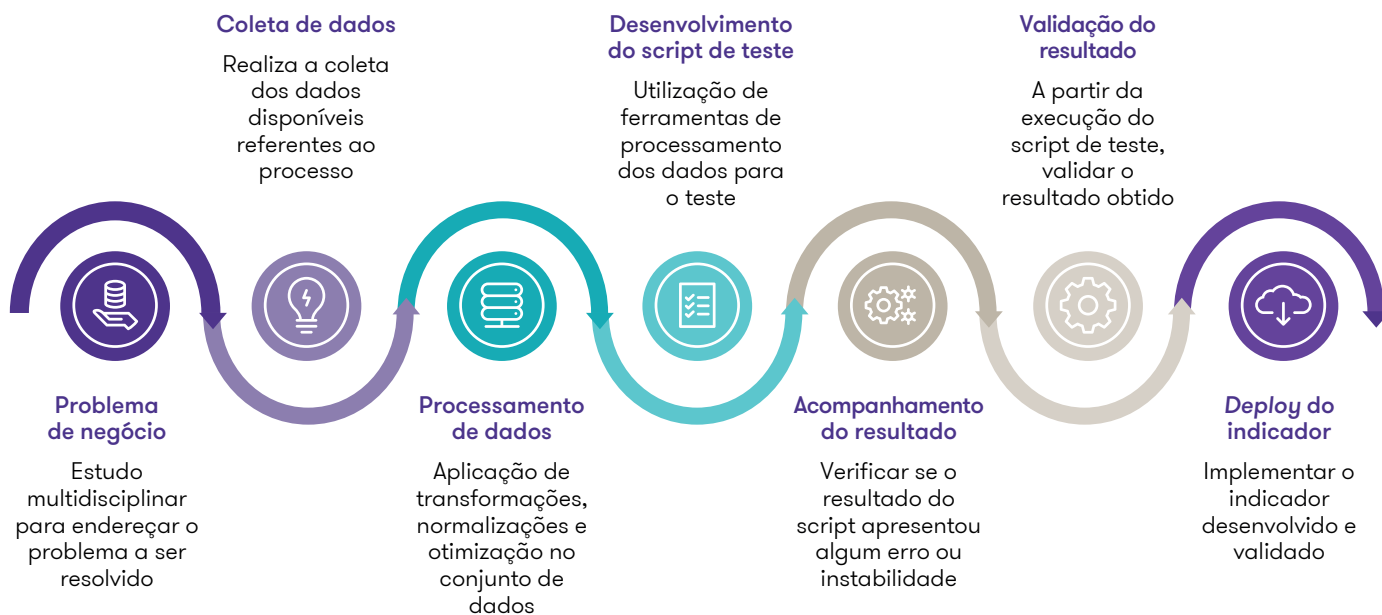 Problema
de negócio
Estudo
multidisciplinar
para endereçar o
problema a ser
resolvido
Coleta de dados
Realiza a coleta
dos dados
disponíveis
referentes ao
processo
Processamento
de dados
Aplicação de
transformações,
normalizações e
otimização no
conjunto de
dados
Desenvolvimento
do script de teste
Utilização de
ferramentas de
processamento
dos dados para
o teste
Acompanhamento
do resultado
Verificar se o
resultado do
script apresentou
algum erro ou
instabilidade
Validação do
resultado
A partir da
execução do
script de teste,
validar o
resultado obtido
Deploy do
indicador
Implementar o
indicador
desenvolvido e
validado